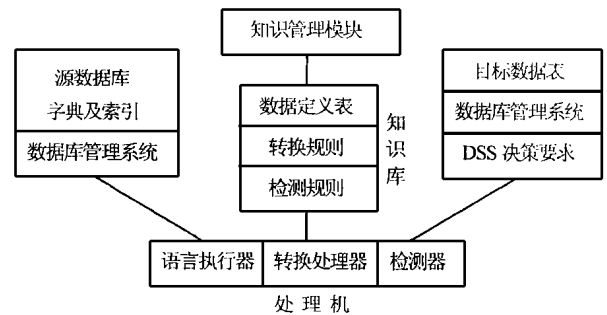 知识管理模块
源数据库
字典及索引
数据库管理系统
数据定义表
转换规则
检测规则
知识库
目标数据表
数据库管理系统
DSS 决策要求
语言执行器
转换处理器
检测器
处理机